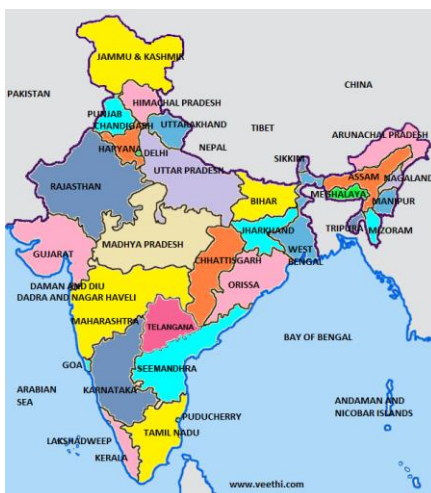 JAMMU & KASHMIR
PAKISTAN
CHINA
HIMACHAL PRADESH
PUNJAB
CHANDIGARH
UTTARAKHAND
TIBET
ARUNACHAL PRADESH
HARYANA
DELHI
NEPAL
SIKKIM
UTTAR PRADESH
ASSAM
NAGALAND
RAJASTHAN
BIHAR
MEGHALAYA
MANIPUR
JHARKHAND
TRIPURA
MIZORAM
GUJARAT
MADHYA PRADESH
WEST
BENGAL
CHHATTISGARH
DAMAN AND DIU
DADRA AND NAGAR HAVELI
ORISSA
MAHARASHTRA
TELANGANA
BAY OF BENGAL
GOA
SEEMANDHRA
ARABIAN
SEA
KARNATAKA
ANDAMAN AND
NICOBAR ISLANDS
PUDUCHERRY
LAKSHADWEEP
TAMIL NADU
KERALA
www.veethi.com